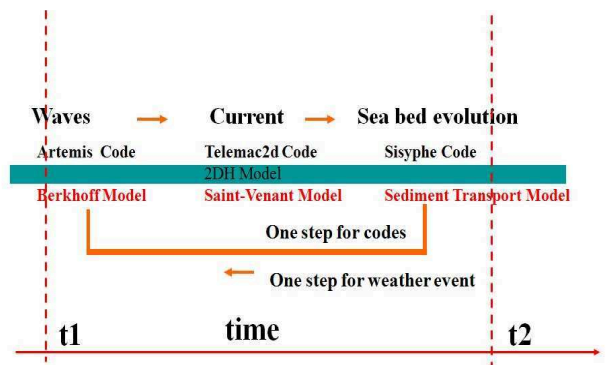 Waves Current Sea bed evolution
Artemis Code Telemac2d Code Sisyphe Code
2DH Model
Berkhoff Model Saint-Venant Model Sediment Transport Model
One step for codes
One step for weather event
t1 time t2